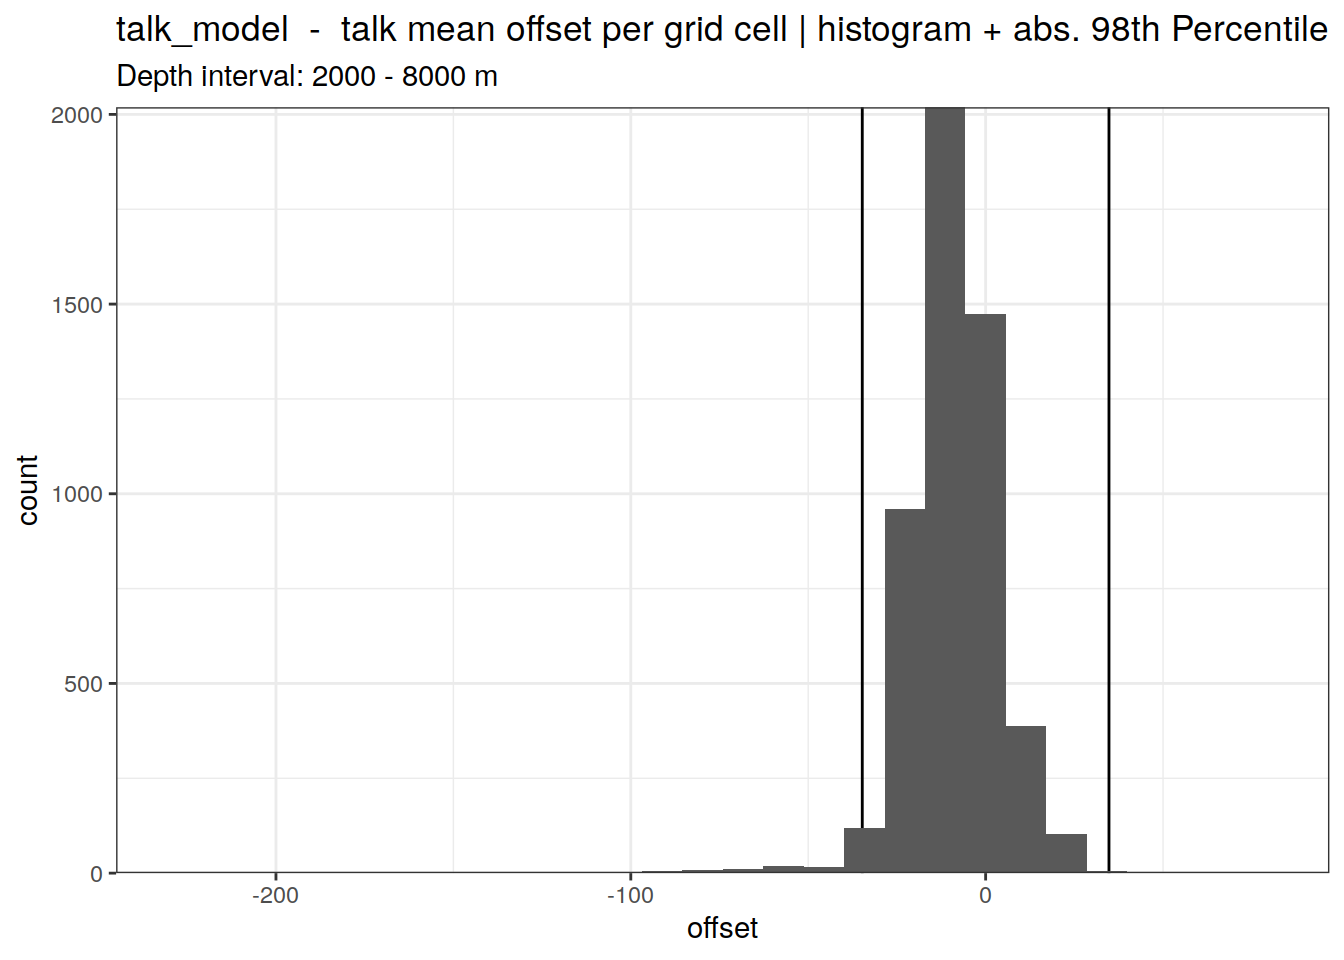 talk_model - talk mean offset per grid cell | histogram + abs. 98th Percentile
Depth interval: 2000 - 8000 m
2000
1500
1000
500
0
count
-200
-100
0
offset